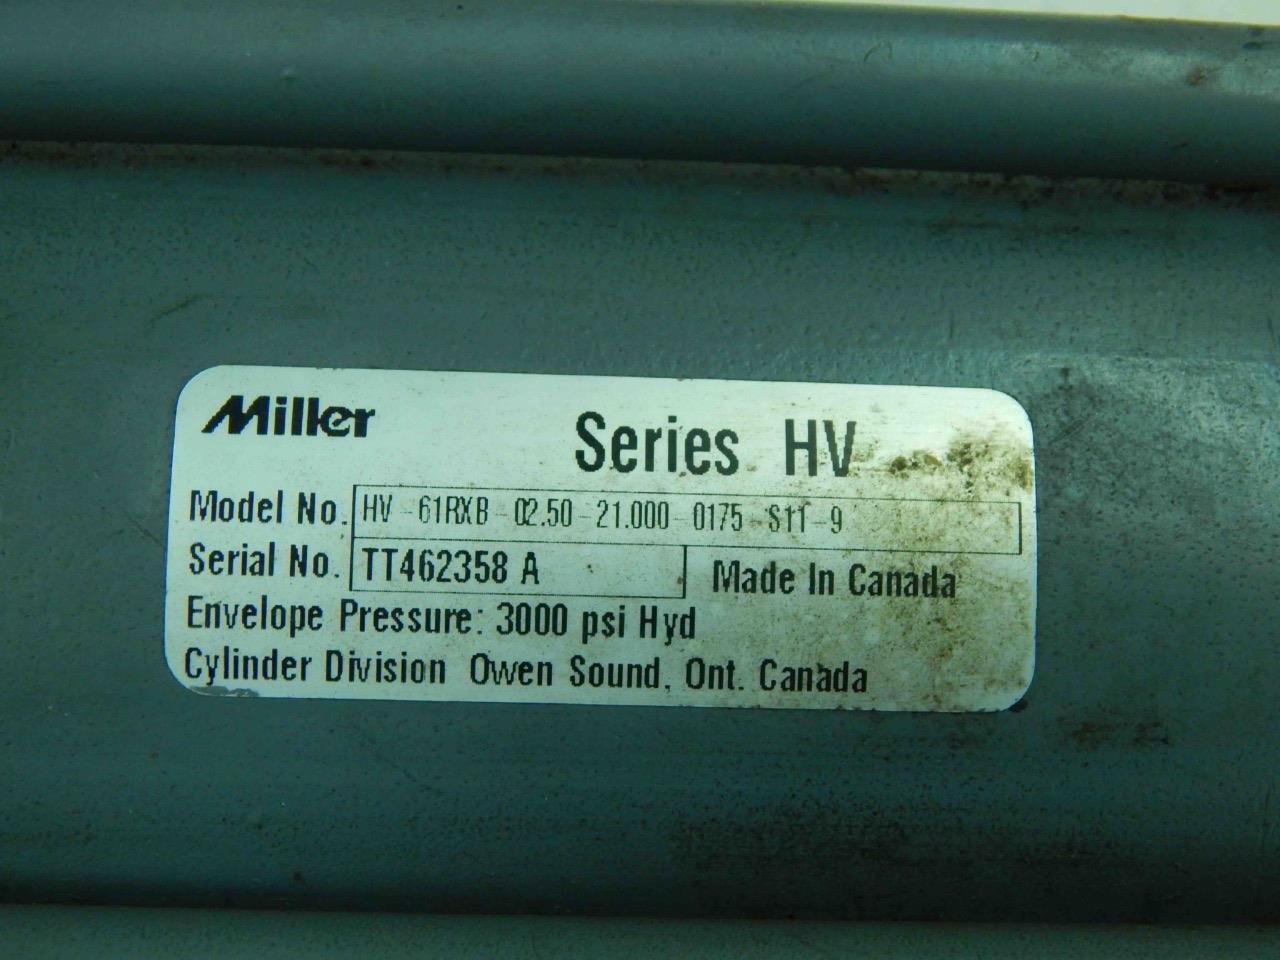 Miller Series HV
Model No. HV-61RXB-02.50-21.000-0175-S11-9
Serial No. TT462358 A Made In Canada
Envelope Pressure: 3000 psi Hyd
Cylinder Division Owen Sound, Ont. Canada